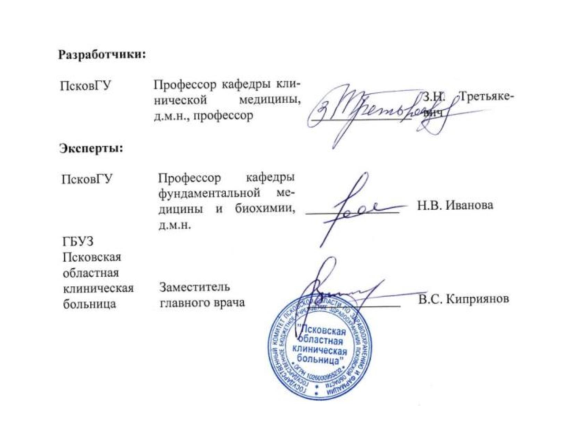 Разработчики:
ПсковГУ Профессор кафедры кли- З.Н. Третьяке-
нической медицины, вич
д.м.н., профессор
Эксперты:
ПсковГУ Профессор кафедры
фундаментальной ме- Н.В. Иванова
дицины и биохимии,
д.м.н.
ГБУЗ
Псковская
областная
клиническая Заместитель
больница главного врача В.С. Киприянов
"Псковская
областная
клиническая
больница"